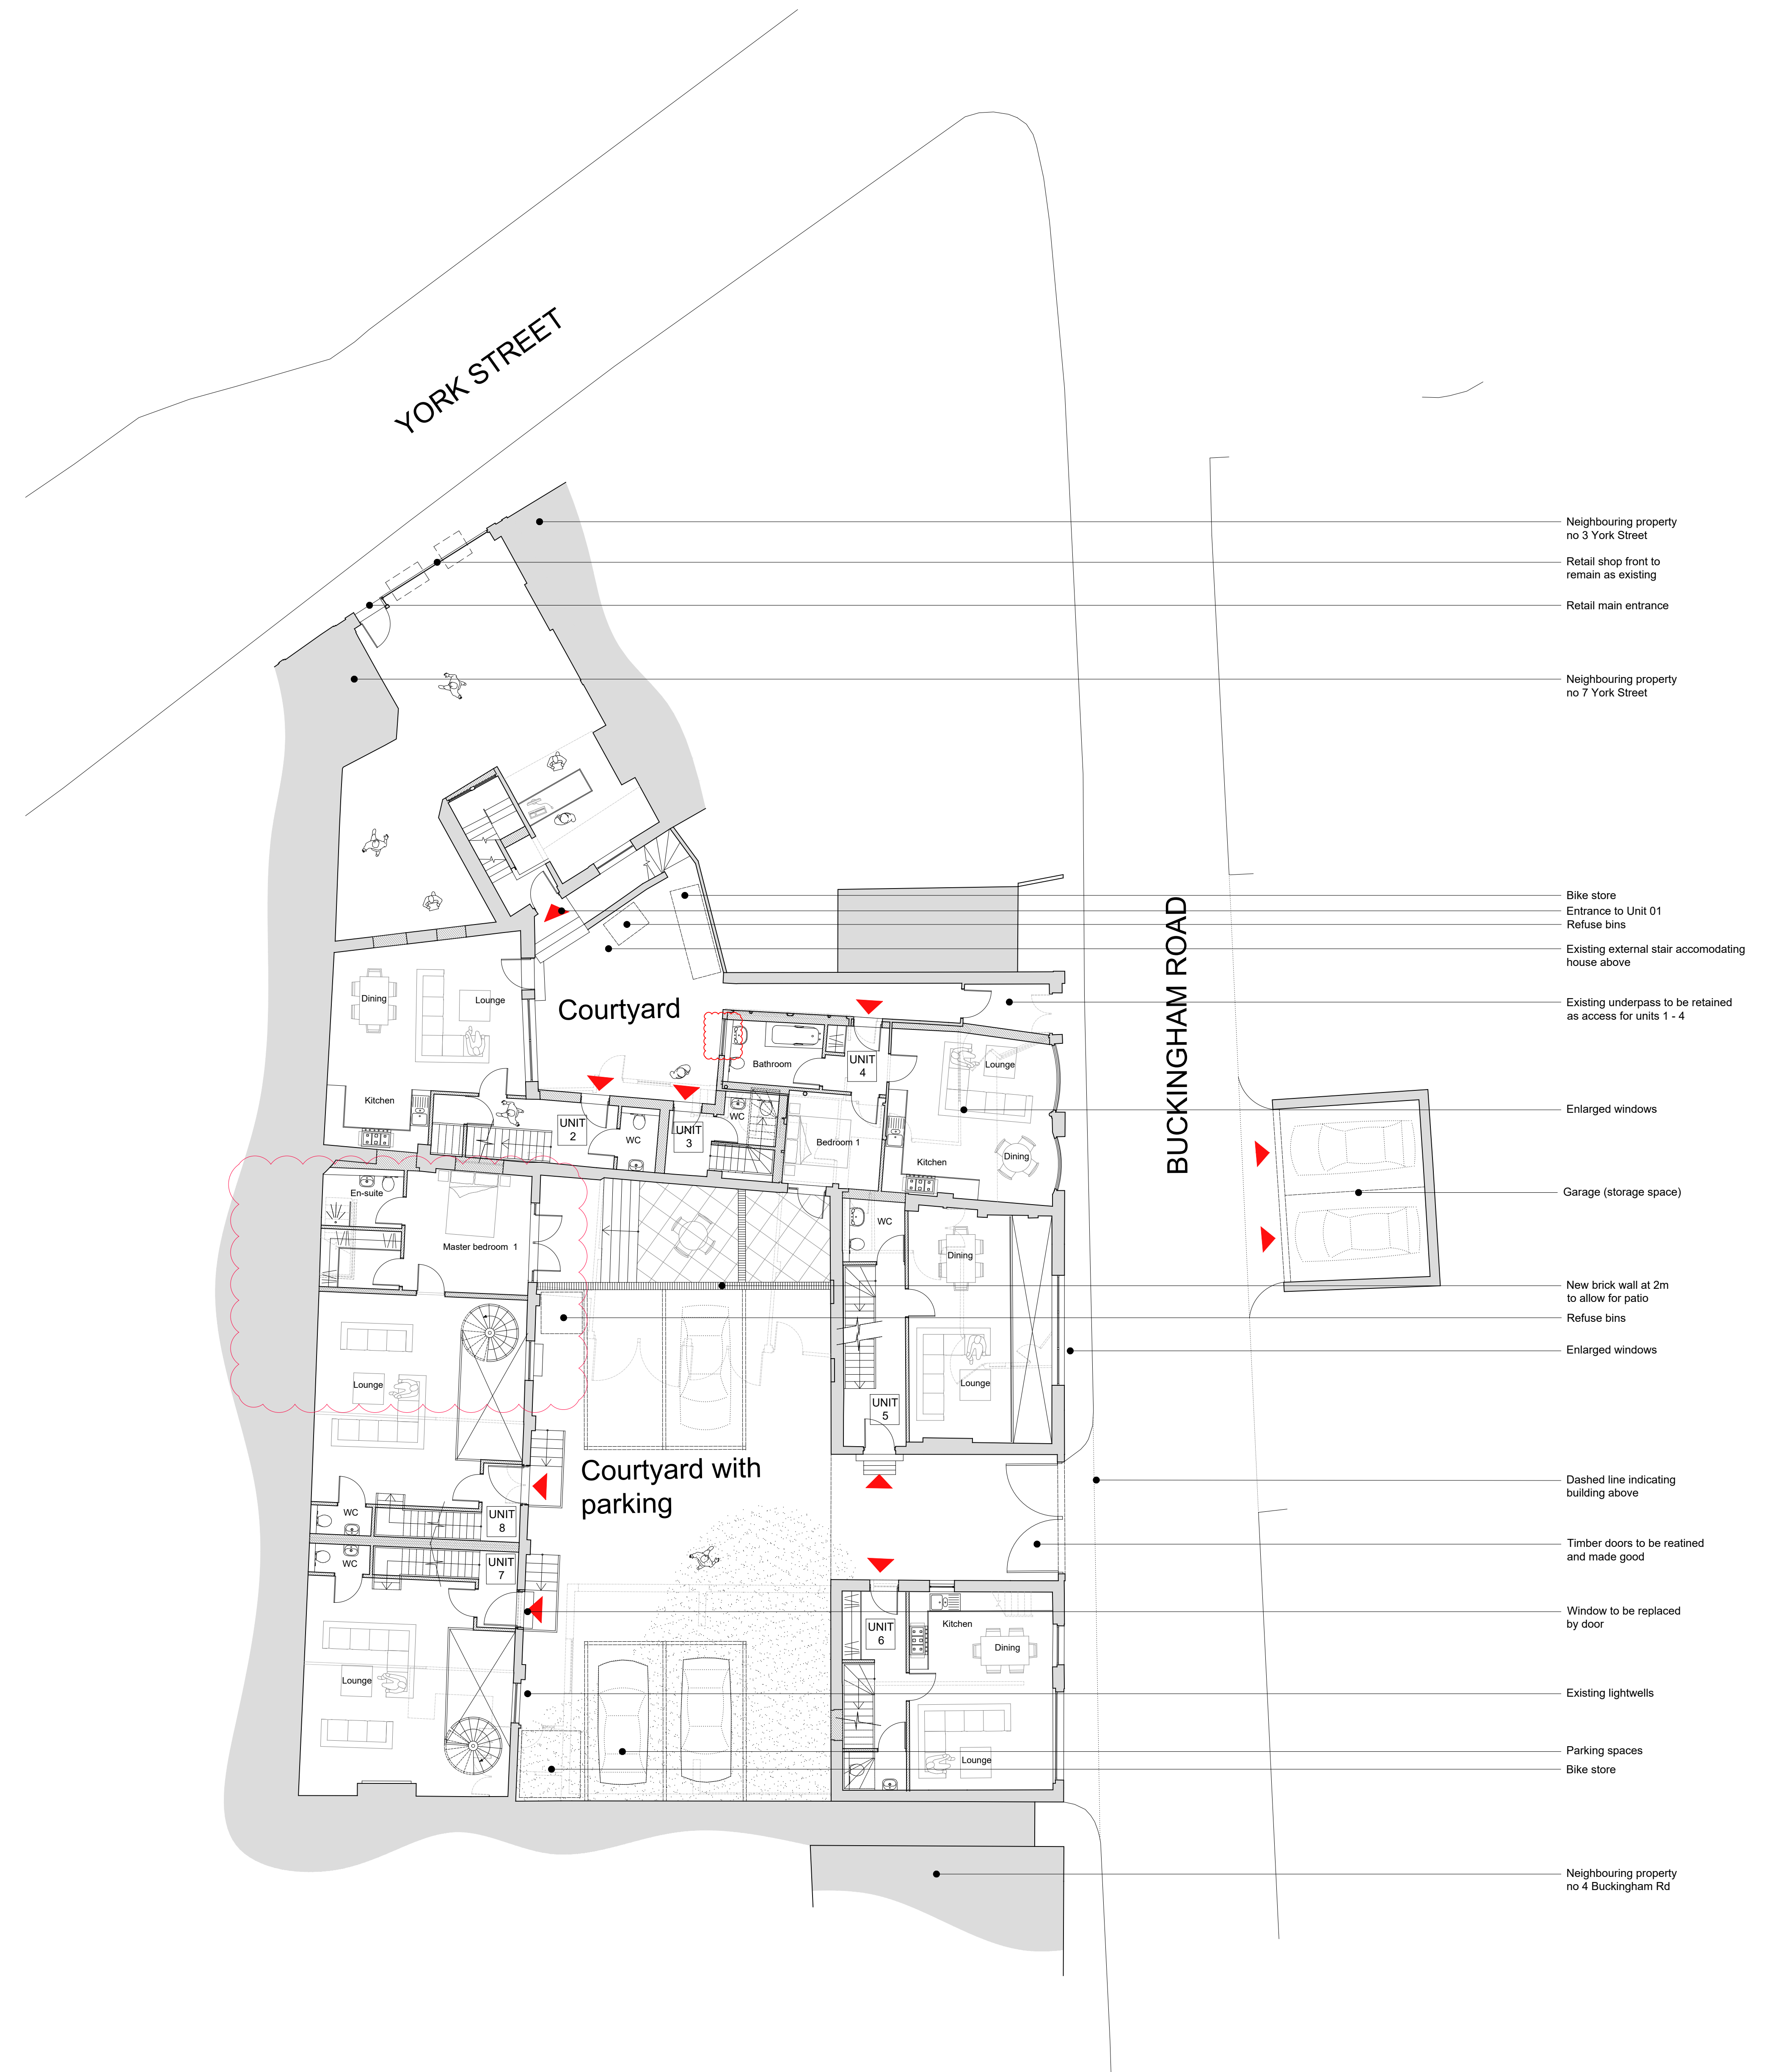 YORK STREET
BUCKINGHAM ROAD
Neighbouring property
no 3 York Street
Retail shop front to
remain as existing
Retail main entrance
Neighbouring property
no 7 York Street
Bike store
Entrance to Unit 01
Refuse bins
Existing external stair accomodating
house above
Existing underpass to be retained
as access for units 1 - 4
Enlarged windows
Garage (storage space)
New brick wall at 2m
to allow for patio
Refuse bins
Enlarged windows
Dashed line indicating
building above
Timber doors to be reatined
and made good
Window to be replaced
by door
Existing lightwells
Parking spaces
Bike store
Neighbouring property
no 4 Buckingham Rd
Dining
Lounge
Kitchen
Courtyard
Bathroom
UNIT
4
Lounge
UNIT
2
WC
UNIT
3
WC
Bedroom 1
Kitchen
Dining
En-suite
Master bedroom 1
Lounge
WC
Dining
Lounge
UNIT
5
Courtyard with
parking
WC
UNIT
8
WC
UNIT
7
Lounge
UNIT
6
Kitchen
Dining
Lounge